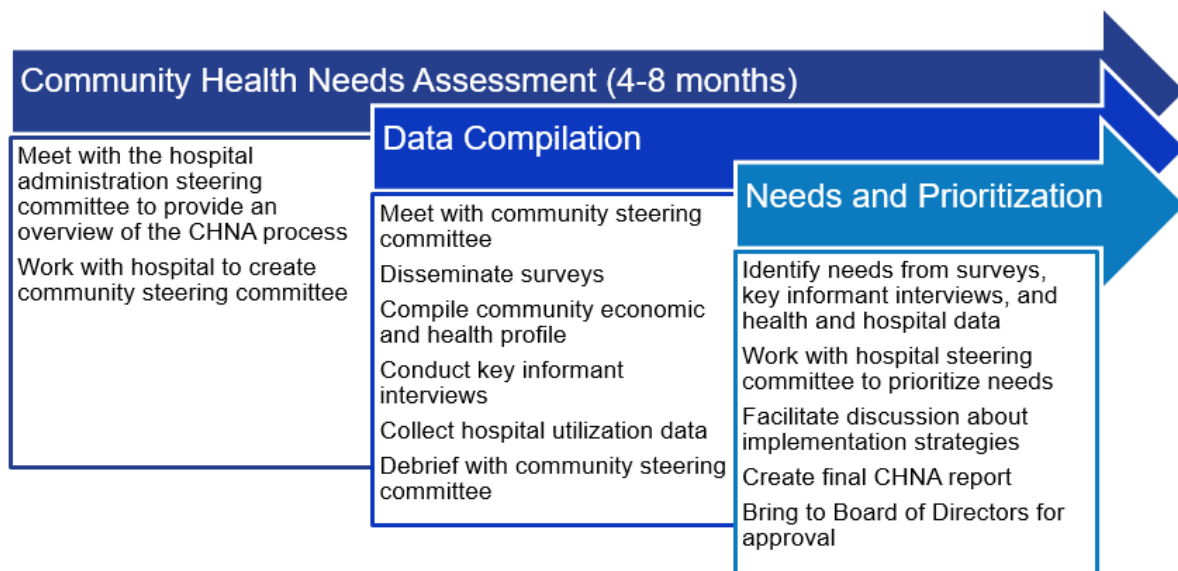 Community Health Needs Assessment (4-8 months)
Meet with the hospital
administration steering
committee to provide an
overview of the CHNA process
Work with hospital to create
community steering committee
Data Compilation
Meet with community steering
committee
Disseminate surveys
Compile community economic
and health profile
Conduct key informant
interviews
Collect hospital utilization data
Debrief with community steering
committee
Needs and Prioritization
Identify needs from surveys,
key informant interviews, and
health and hospital data
Work with hospital steering
committee to prioritize needs
Facilitate discussion about
implementation strategies
Create final CHNA report
Bring to Board of Directors for
approval